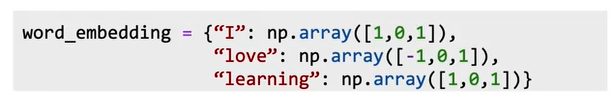 word_embedding = {“I”: np.array([1,0,1]),
“love”: np.array([-1,0,1]),
“learning”: np.array([1,0,1])}